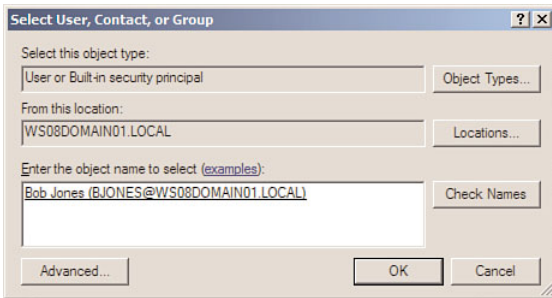 Select User, Contact, or Group
Select this object type:
User or Built-in security principal
Object Types...
From this location:
WS08DOMAIN01.LOCAL
Locations...
Enter the object name to select (examples):
Bob Jones (BJONES@WS08DOMAIN01.LOCAL)
Check Names
Advanced...
OK
Cancel